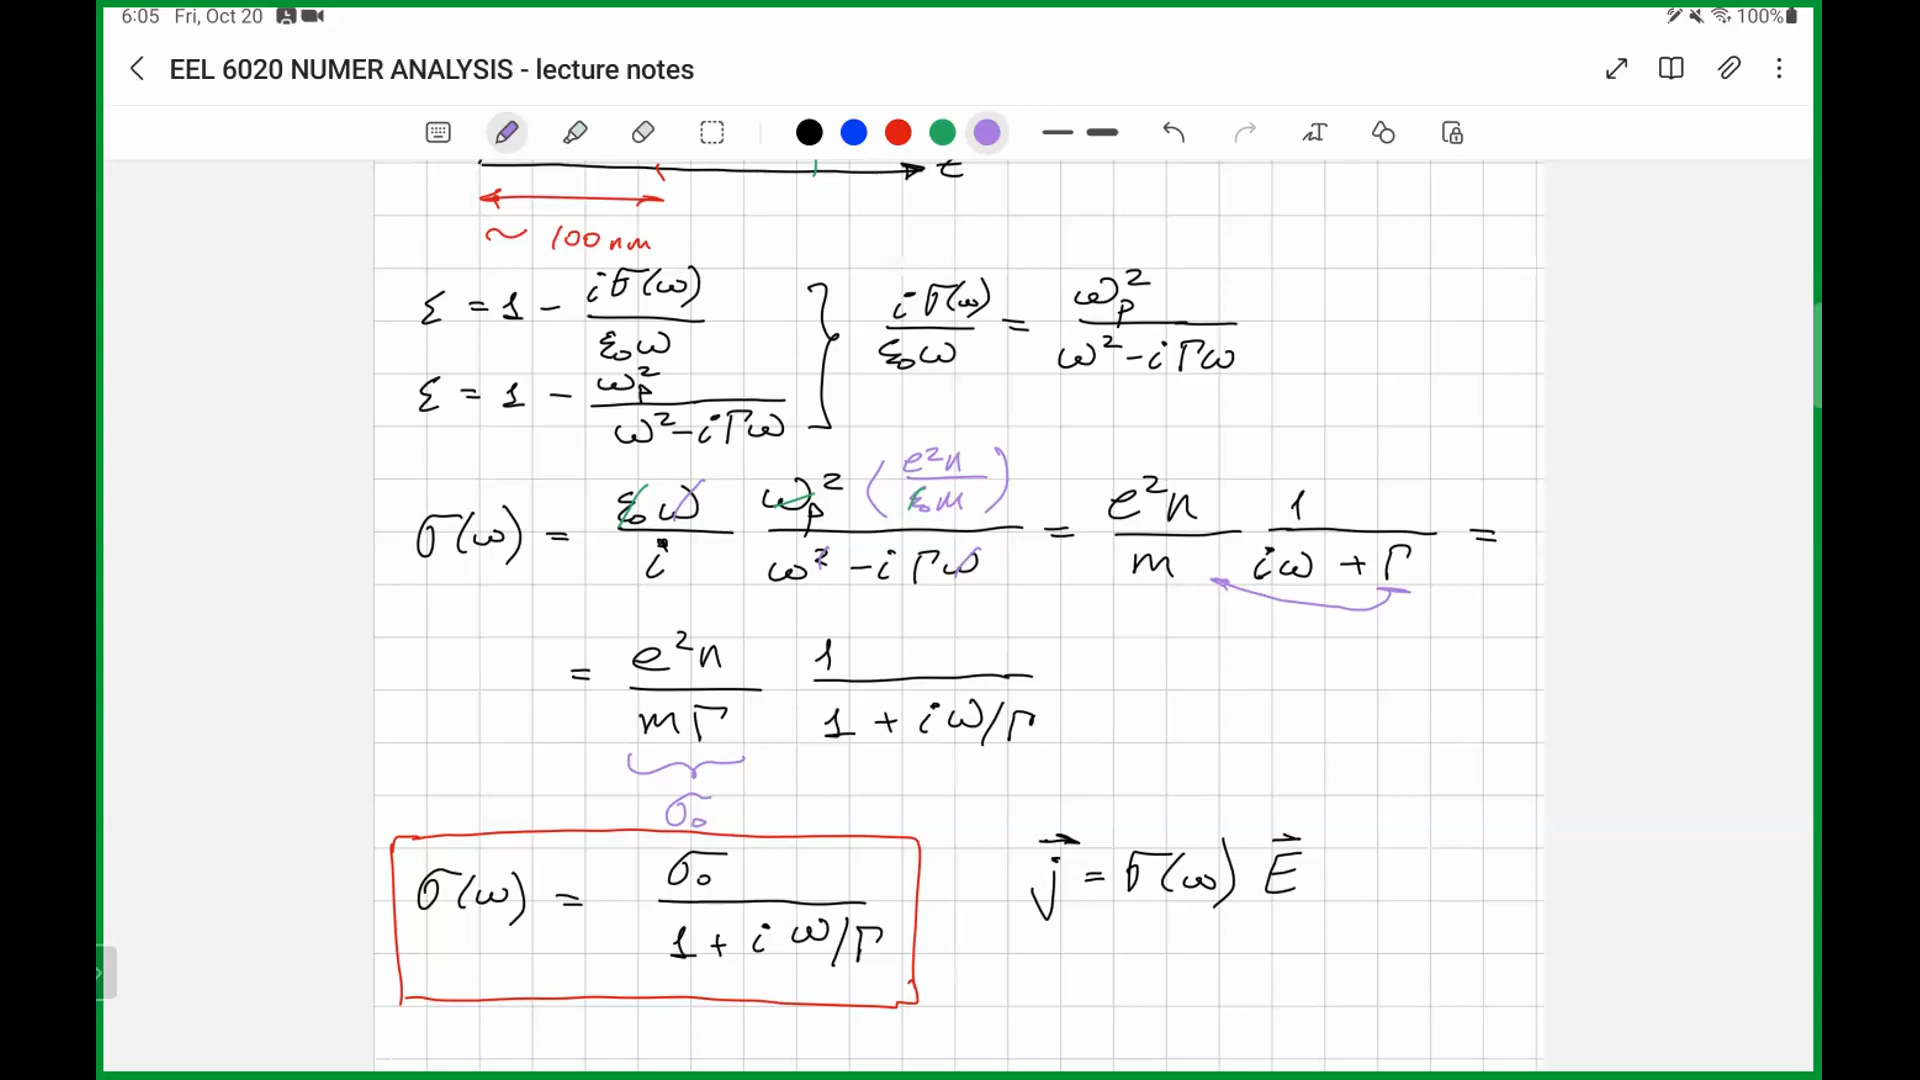 6:05 Fri, Oct 20 100%
EEL 6020 NUMER ANALYSIS - lecture notes
t
~ 100 nm
ε = 1 - iσ(ω)/ε₀ω } iσ(ω)/ε₀ω = ωₚ²/(ω² - iΓω)
ε = 1 - ωₚ²/(ω² - iΓω)
σ(ω) = ε₀ω/i ωₚ² (e²n/ε₀m)/(ω² - iΓω) = e²n/m 1/(iω + Γ) =
= e²n/mΓ 1/(1 + iω/Γ)
σ₀
σ(ω) = σ₀/(1 + i ω/Γ) j⃗ = σ(ω) E⃗